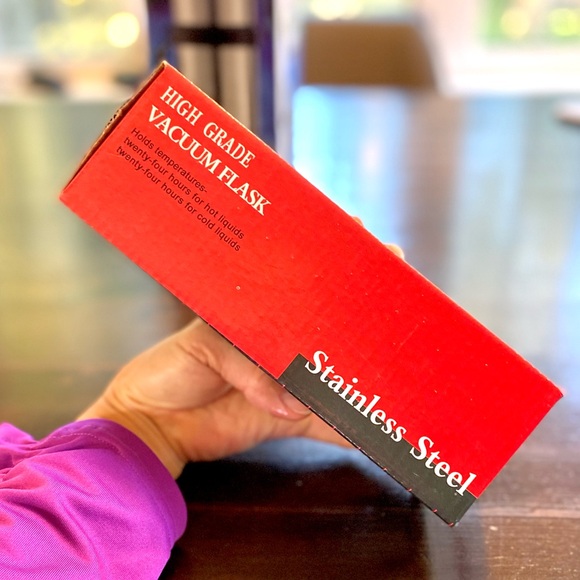 HIGH GRADE
VACUUM FLASK
Holds temperatures-
twenty-four hours for hot liquids
twenty-four hours for cold liquids
Stainless Steel